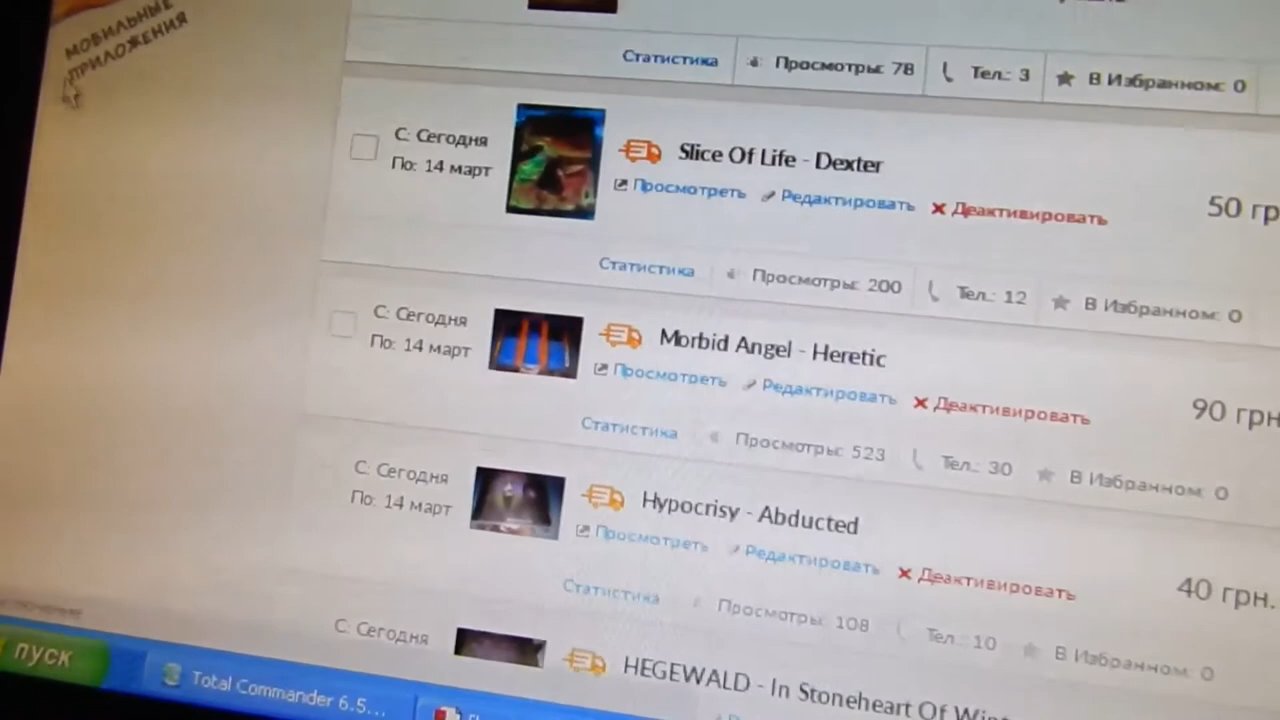 МОБИЛЬНЫЕ
ПРИЛОЖЕНИЯ
Статистика Просмотры: 78 Тел.: 3 В Избранном: 0
С: Сегодня
По: 14 март
Slice Of Life - Dexter
Просмотреть Редактировать Деактивировать
50 гр
Статистика Просмотры: 200 Тел.: 12 В Избранном: 0
С: Сегодня
По: 14 март
Morbid Angel - Heretic
Просмотреть Редактировать Деактивировать
90 грн.
Статистика Просмотры: 523 Тел.: 30 В Избранном: 0
С: Сегодня
По: 14 март
Hypocrisy - Abducted
Просмотреть Редактировать Деактивировать
40 грн.
Статистика Просмотры: 108 Тел.: 10 В Избранном: 0
С: Сегодня
HEGEWALD - In Stoneheart Of
пуск
Total Commander 6.5...